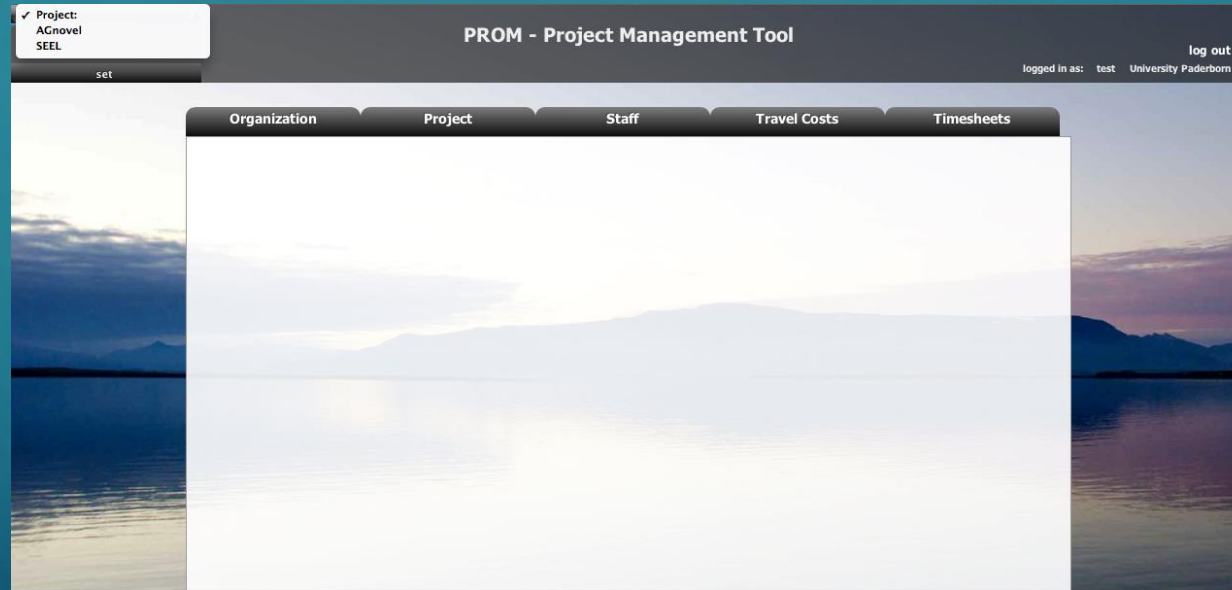 ✓ Project:
AGnovel
SEEL
set
PROM - Project Management Tool
log out
logged in as: test University Paderborn
Organization Project Staff Travel Costs Timesheets